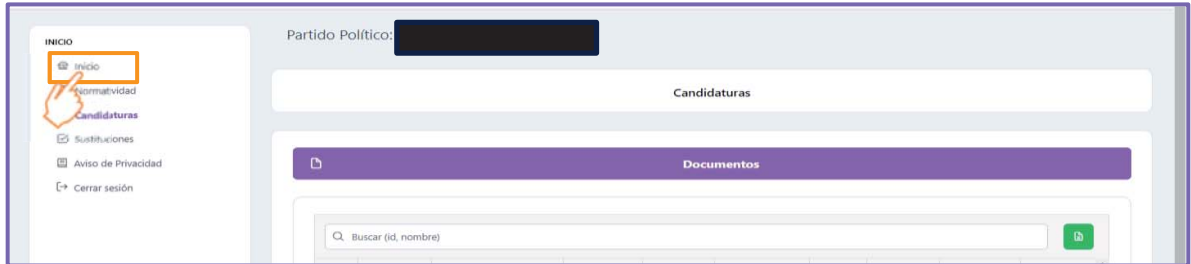 INICIO
Inicio
Normatividad
Candidaturas
Sustituciones
Aviso de Privacidad
Cerrar sesión
Partido Político:
Candidaturas
Documentos
Buscar (id, nombre)